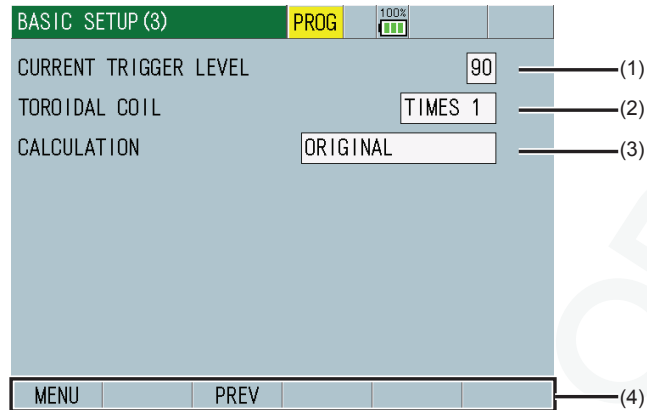 BASIC SETUP(3) PROG 100%
CURRENT TRIGGER LEVEL 90 (1)
TOROIDAL COIL TIMES 1 (2)
CALCULATION ORIGINAL (3)
MENU PREV (4)